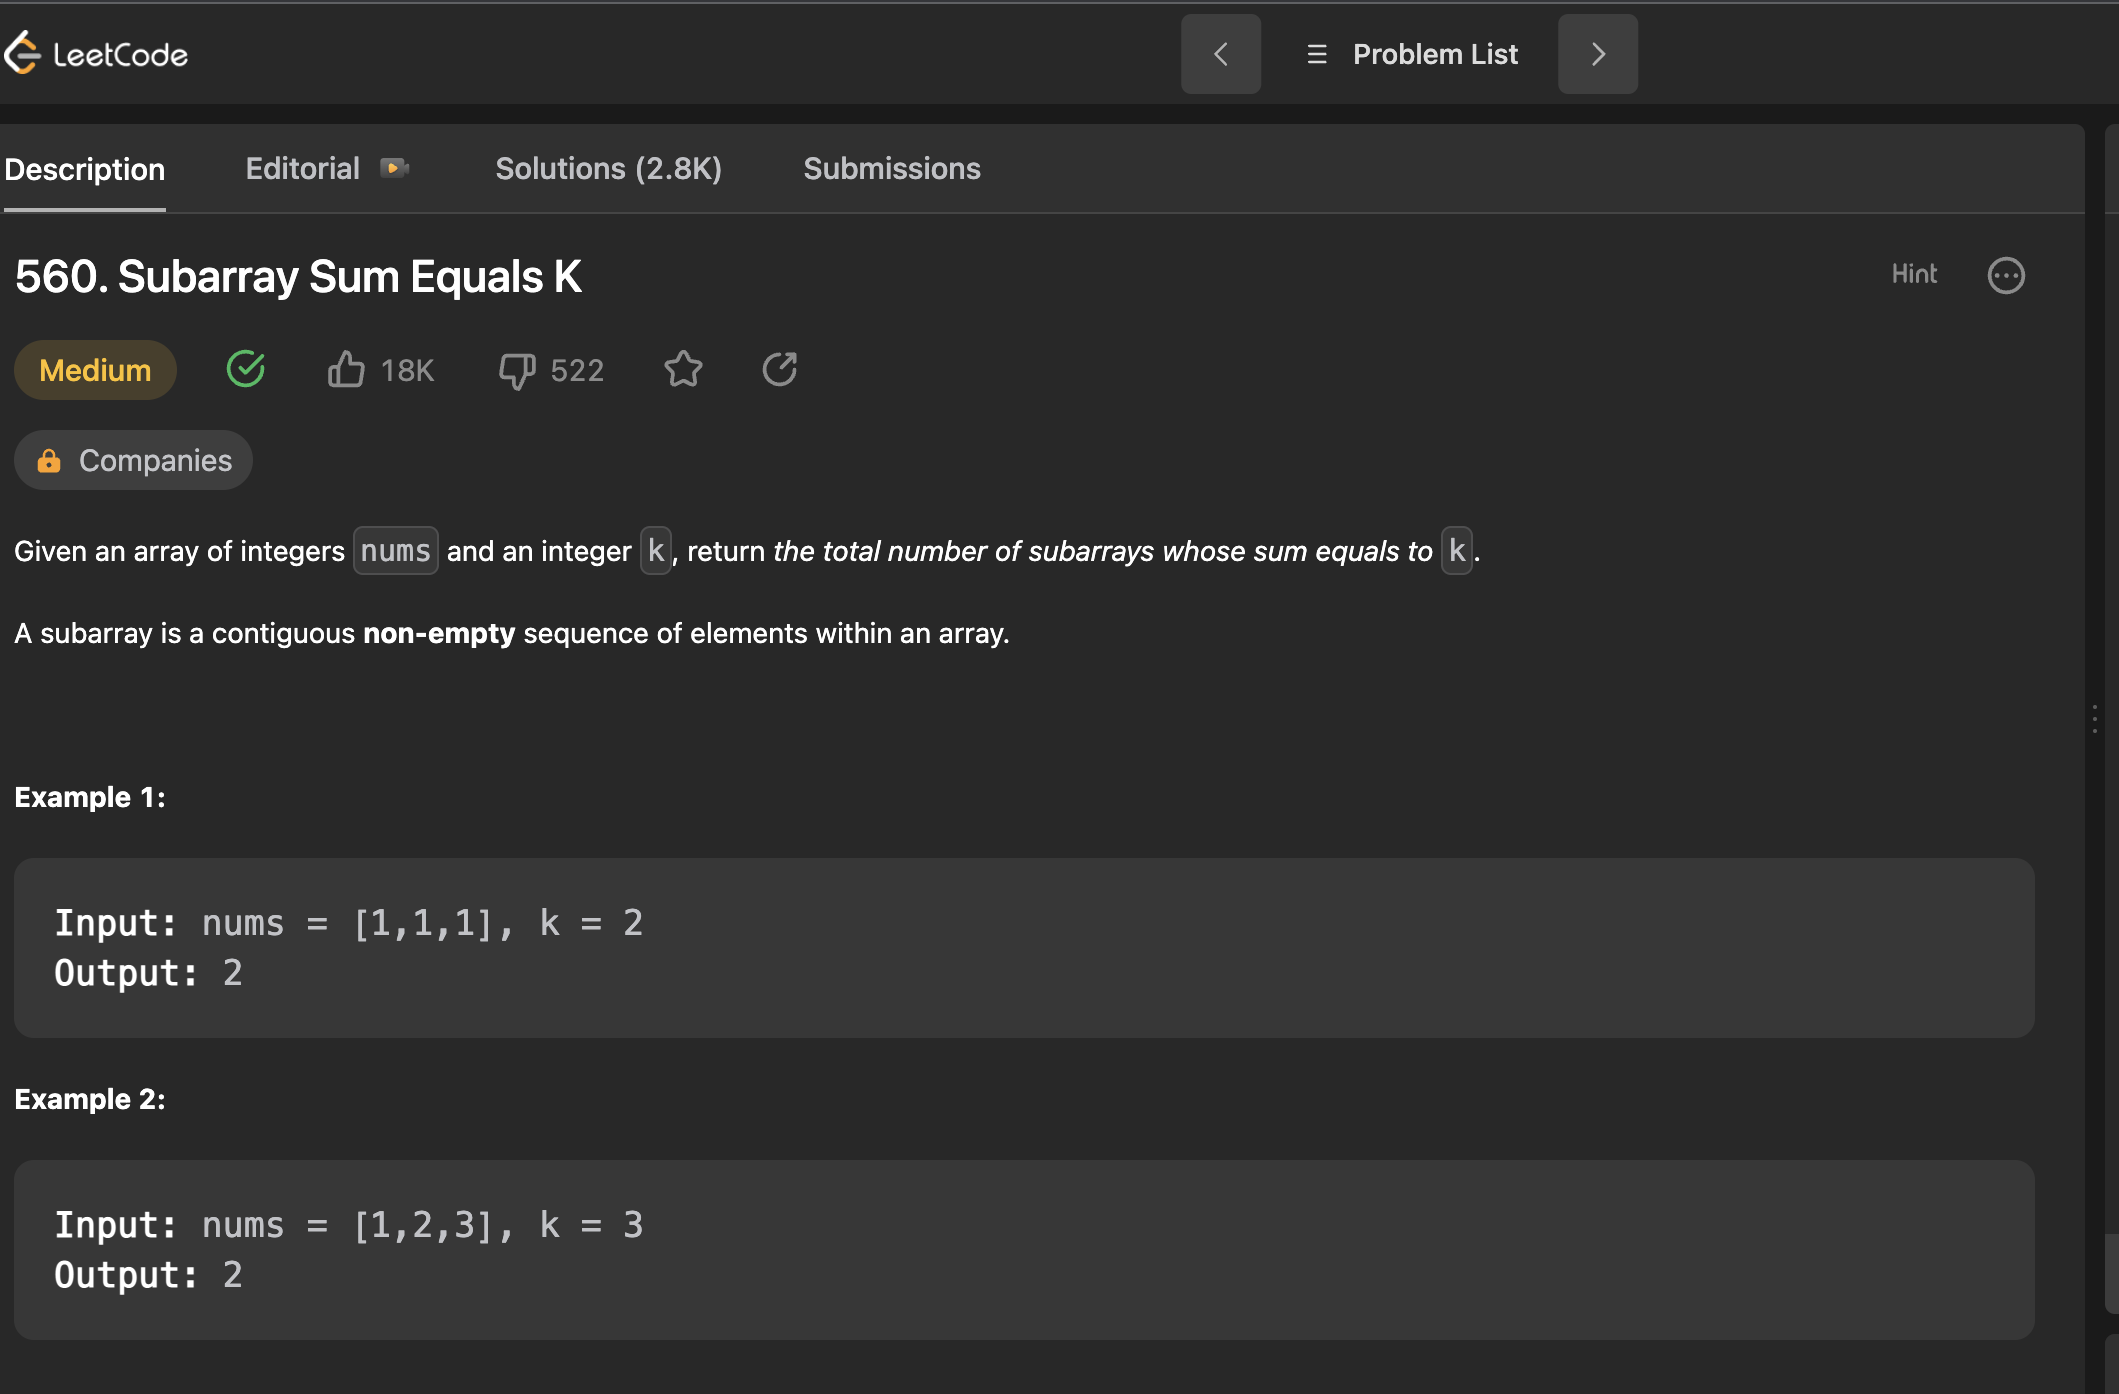 LeetCode
Problem List
Description Editorial Solutions (2.8K) Submissions
560. Subarray Sum Equals K
Hint
Medium 18K 522
Companies
Given an array of integers nums and an integer k, return the total number of subarrays whose sum equals to k.
A subarray is a contiguous non-empty sequence of elements within an array.
Example 1:
Input: nums = [1,1,1], k = 2
Output: 2
Example 2:
Input: nums = [1,2,3], k = 3
Output: 2